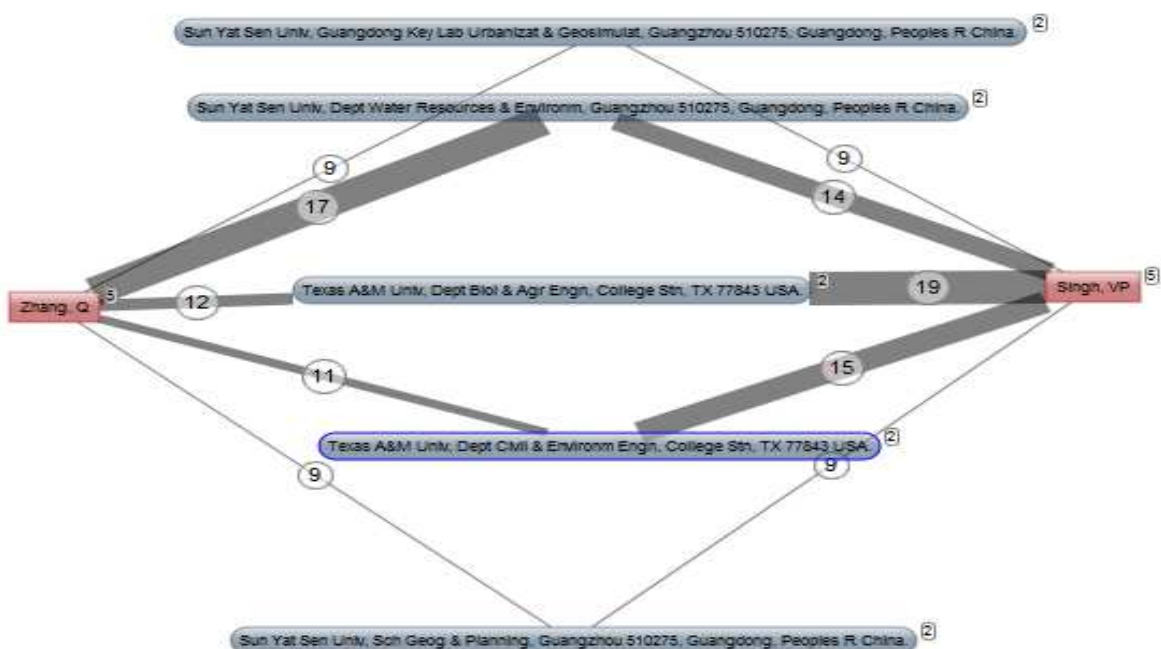 Sun Yat Sen Univ, Guangdong Key Lab Urbanizat & Geosimulat, Guangzhou 510275, Guangdong, Peoples R China. 2
Sun Yat Sen Univ, Dept Water Resources & Environm, Guangzhou 510275, Guangdong, Peoples R China. 2
9
9
17
14
Texas A&M Univ, Dept Biol & Agr Engn, College Stn, TX 77843 USA. 2
19
Singh, VP 5
Zhang, Q 5
12
11
15
Texas A&M Univ, Dept Civil & Environm Engn, College Stn, TX 77843 USA. 2
9
9
Sun Yat Sen Univ, Sch Geog & Planning, Guangzhou 510275, Guangdong, Peoples R China. 2